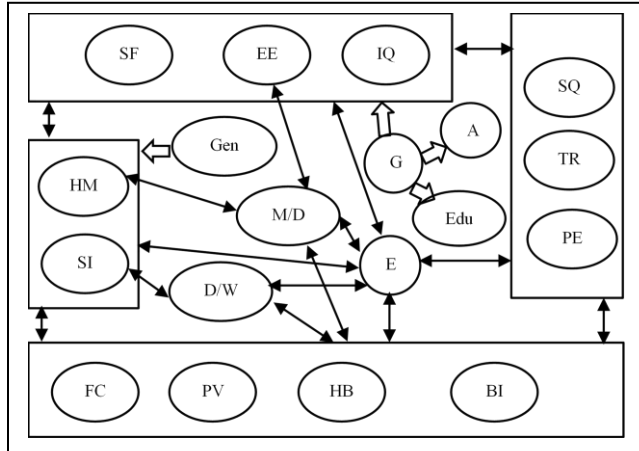 SF EE IQ
SQ
A
Gen
G
TR
HM
M/D
Edu
PE
SI
E
D/W
FC PV HB BI